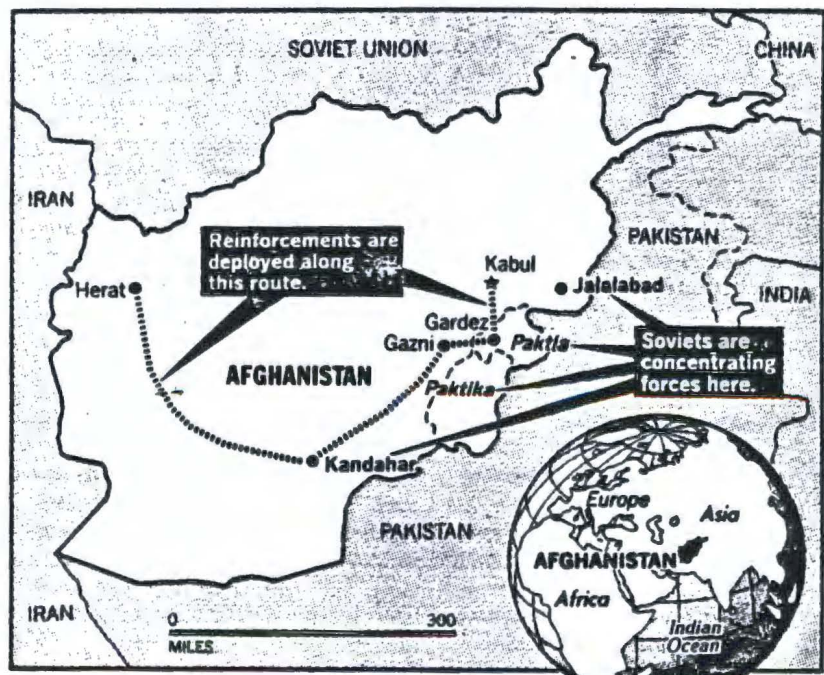 SOVIET UNION
CHINA
IRAN
Reinforcements are
deployed along
this route.
PAKISTAN
Herat
Kabul
Jalalabad
INDIA
Gardez
Gazni
Paktia
Soviets are
concentrating
forces here.
AFGHANISTAN
Paktika
Kandahar
PAKISTAN
Europe
Asia
AFGHANISTAN
Africa
Indian
Ocean
IRAN
0
300
MILES